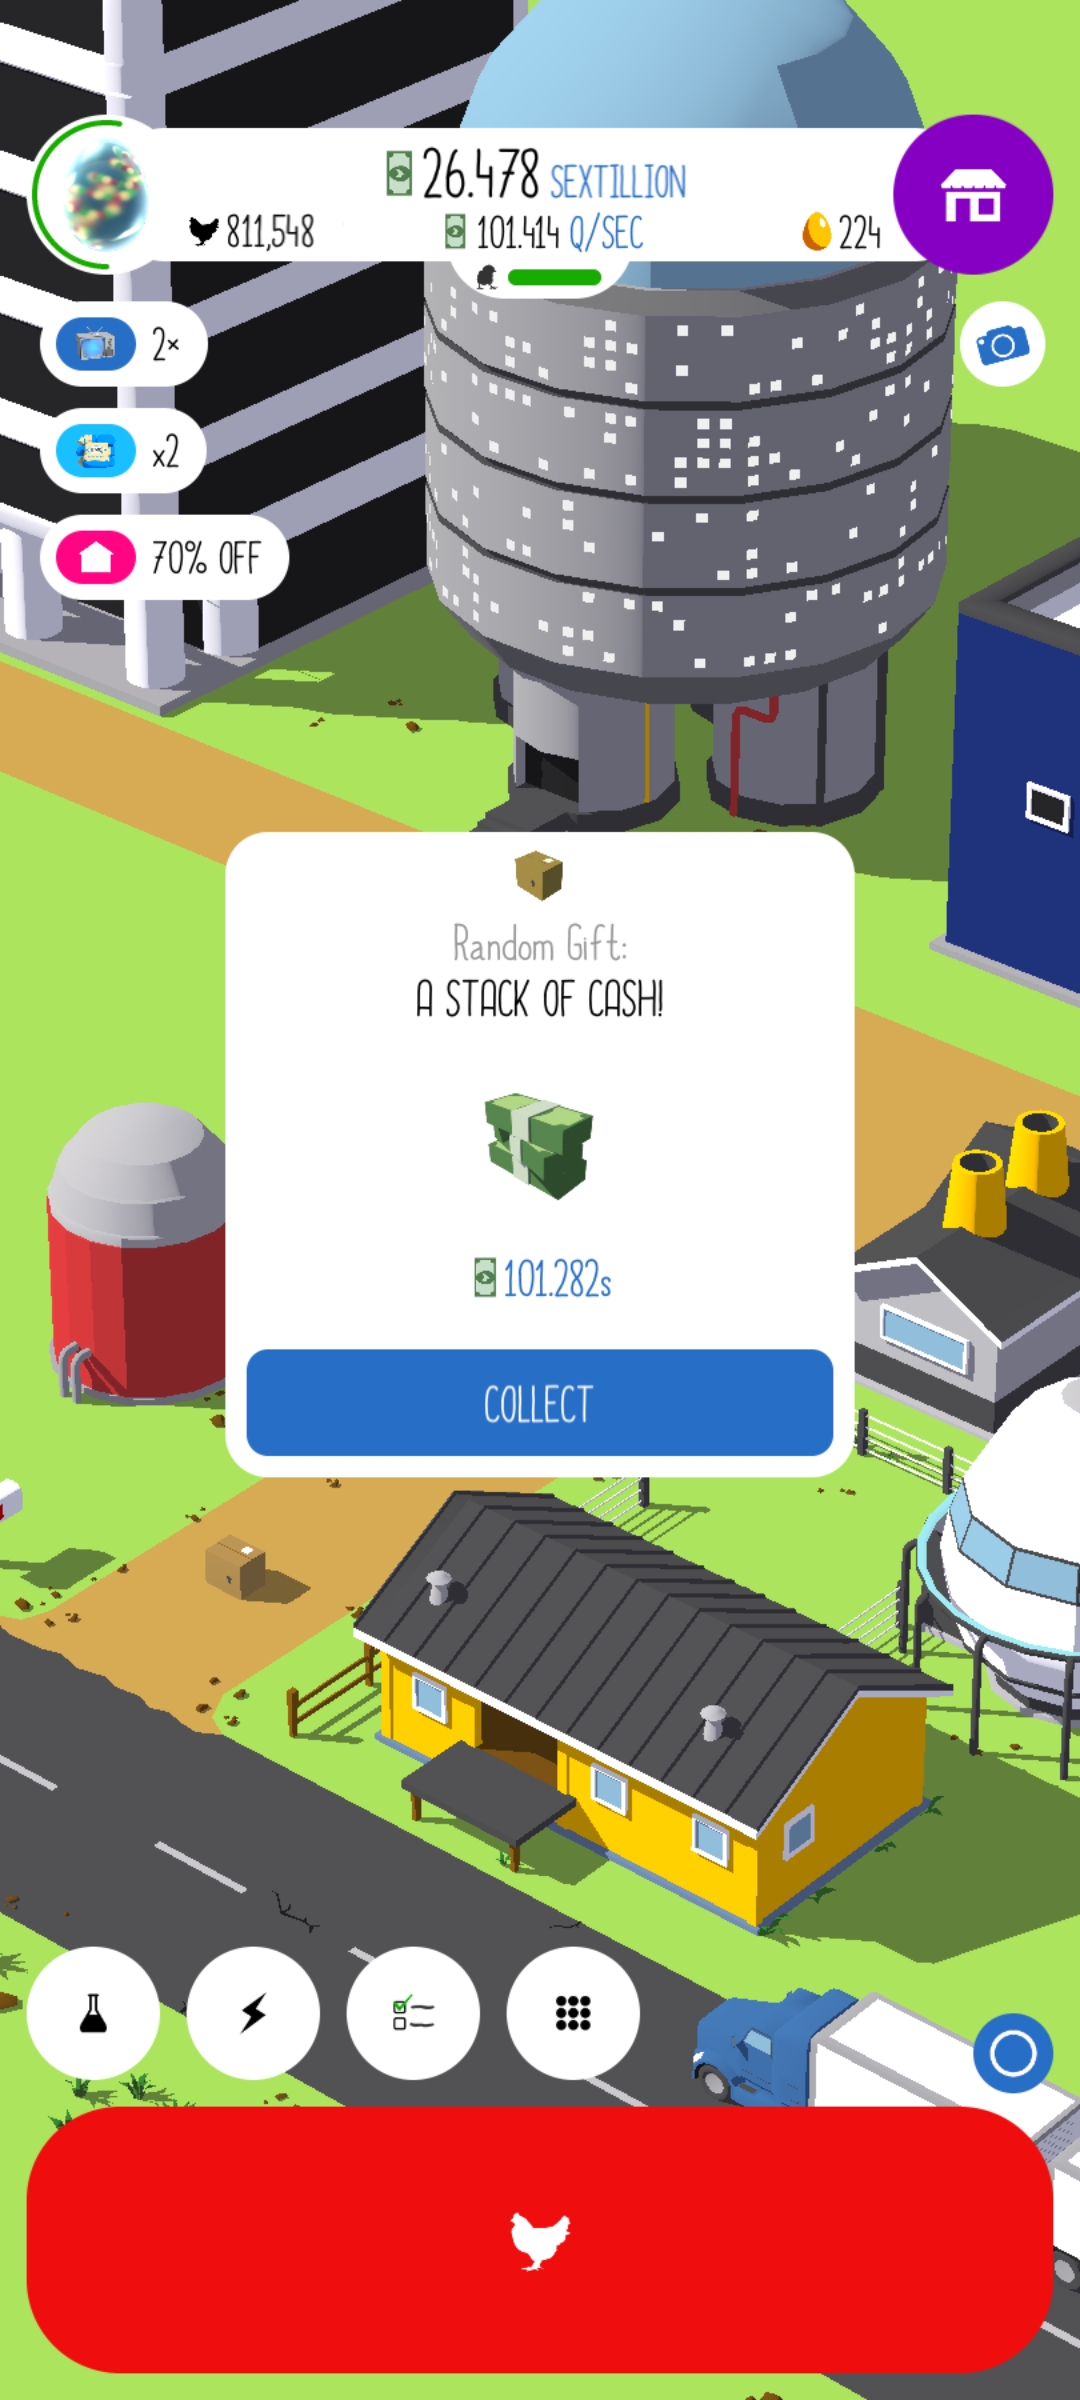 26.478 SEXTILLION
811,548 101.414 Q/SEC 224
2×
x2
70% OFF
Random Gift:
A STACK OF CASH!
101.282s
COLLECT